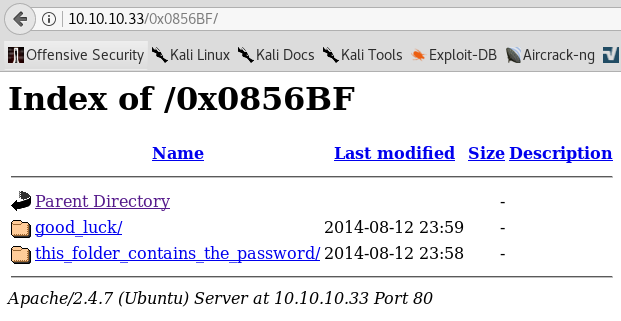 10.10.10.33/0x0856BF/
Offensive Security Kali Linux Kali Docs Kali Tools Exploit-DB Aircrack-ng
Index of /0x0856BF
Name Last modified Size Description
Parent Directory -
good_luck/ 2014-08-12 23:59 -
this_folder_contains_the_password/ 2014-08-12 23:58 -
Apache/2.4.7 (Ubuntu) Server at 10.10.10.33 Port 80